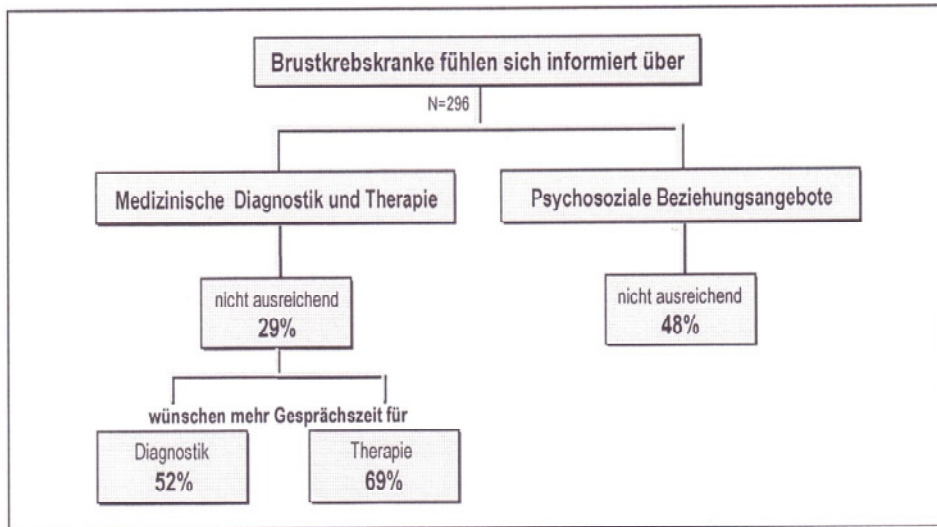 Brustkrebskranke fühlen sich informiert über
N=296
Medizinische Diagnostik und Therapie
Psychosoziale Beziehungsangebote
nicht ausreichend
29%
nicht ausreichend
48%
wünschen mehr Gesprächszeit für
Diagnostik
52%
Therapie
69%